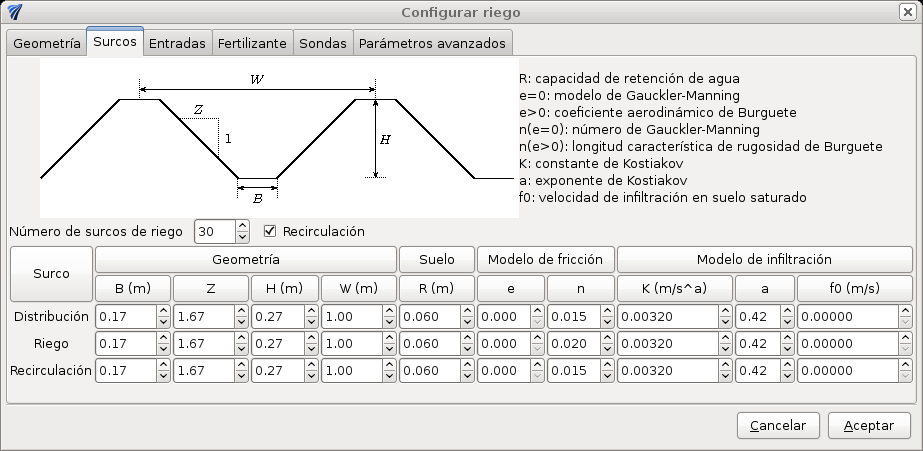 Configurar riego
Geometría Surcos Entradas Fertilizante Sondas Parámetros avanzados
W
Z
1
H
B
R: capacidad de retención de agua
e=0: modelo de Gauckler-Manning
e>0: coeficiente aerodinámico de Burguete
n(e=0): número de Gauckler-Manning
n(e>0): longitud característica de rugosidad de Burguete
K: constante de Kostiakov
a: exponente de Kostiakov
f0: velocidad de infiltración en suelo saturado
Número de surcos de riego 30 Recirculación
Surco Geometría Suelo Modelo de fricción Modelo de infiltración
B (m) Z H (m) W (m) R (m) e n K (m/s^a) a f0 (m/s)
Distribución 0.17 1.67 0.27 1.00 0.060 0.000 0.015 0.00320 0.42 0.00000
Riego 0.17 1.67 0.27 1.00 0.060 0.000 0.020 0.00320 0.42 0.00000
Recirculación 0.17 1.67 0.27 1.00 0.060 0.000 0.015 0.00320 0.42 0.00000
Cancelar Aceptar